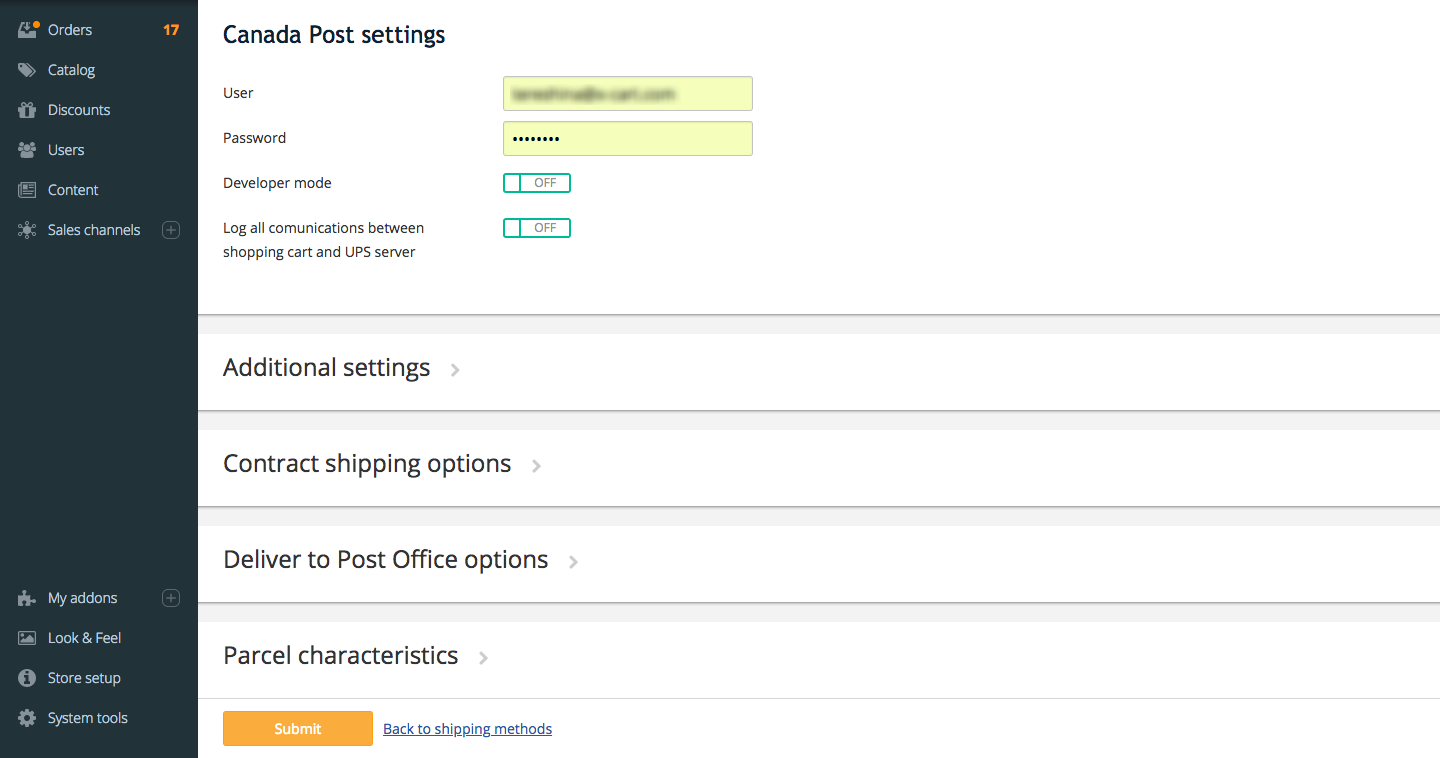 Orders 17
Catalog
Discounts
Users
Content
Sales channels
My addons
Look & Feel
Store setup
System tools
Canada Post settings
User
Password ••••••••
Developer mode OFF
Log all comunications between
shopping cart and UPS server OFF
Additional settings
Contract shipping options
Deliver to Post Office options
Parcel characteristics
Submit Back to shipping methods